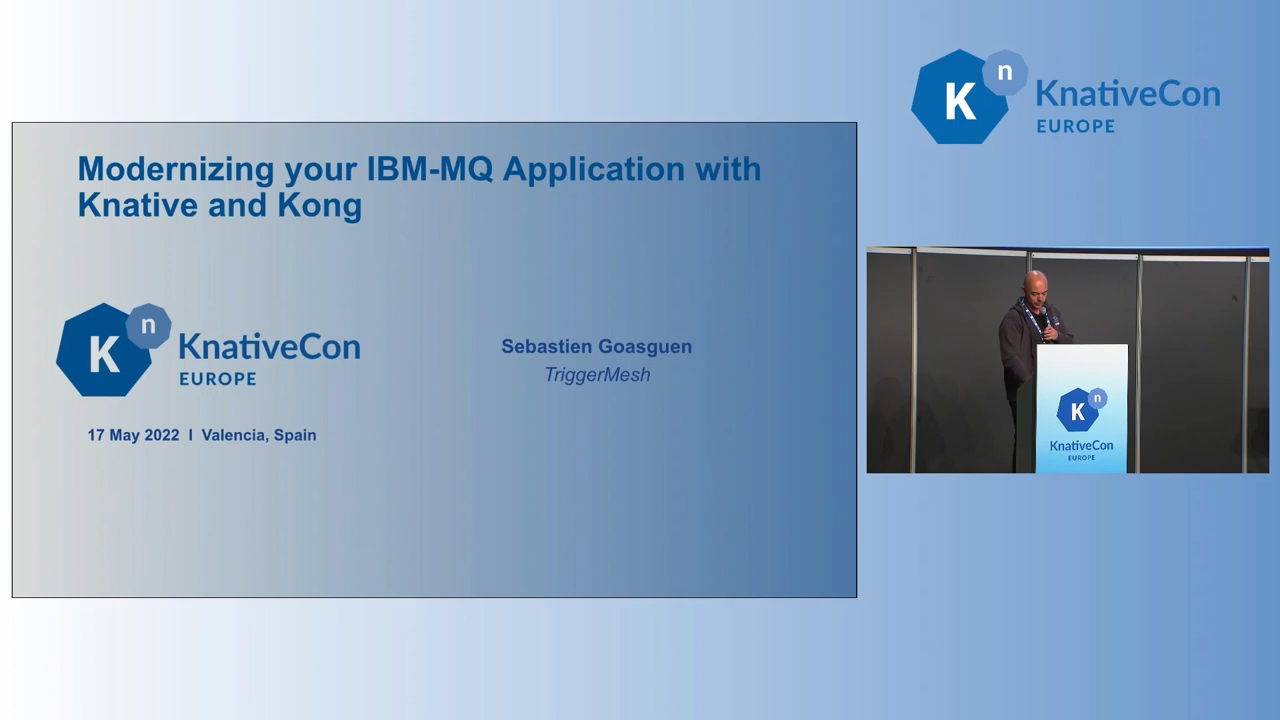 K n KnativeCon
EUROPE
Modernizing your IBM-MQ Application with
Knative and Kong
K n KnativeCon
EUROPE
Sebastien Goasguen
TriggerMesh
17 May 2022 I Valencia, Spain
K n
KnativeCon
EUROPE